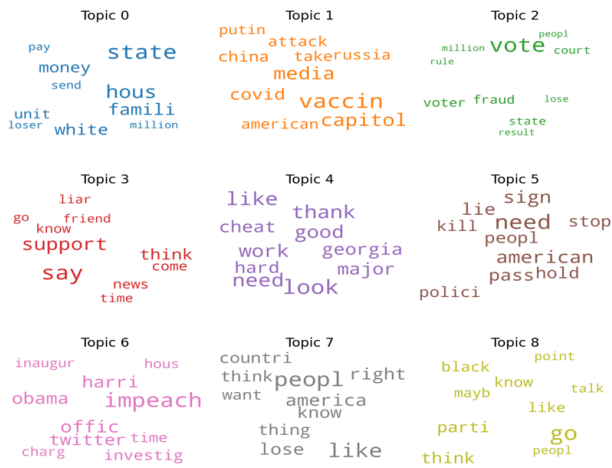 Topic 0
pay
state
money
send
hous
famili
unit
loser
white
million
Topic 1
putin
attack
china
take
russia
media
covid
vaccin
american
capitol
Topic 2
peopl
million
vote
court
rule
voter
fraud
lose
state
result
Topic 3
liar
go
friend
know
support
think
say
come
news
time
Topic 4
like
thank
cheat
good
work
georgia
hard
major
need
look
Topic 5
sign
lie
kill
need
stop
peopl
american
pass
hold
polici
Topic 6
inaugur
hous
harri
obama
impeach
offic
twitter
time
charg
investig
Topic 7
countri
think
peopl
right
want
america
know
thing
lose
like
Topic 8
point
black
know
mayb
talk
like
parti
go
peopl
think